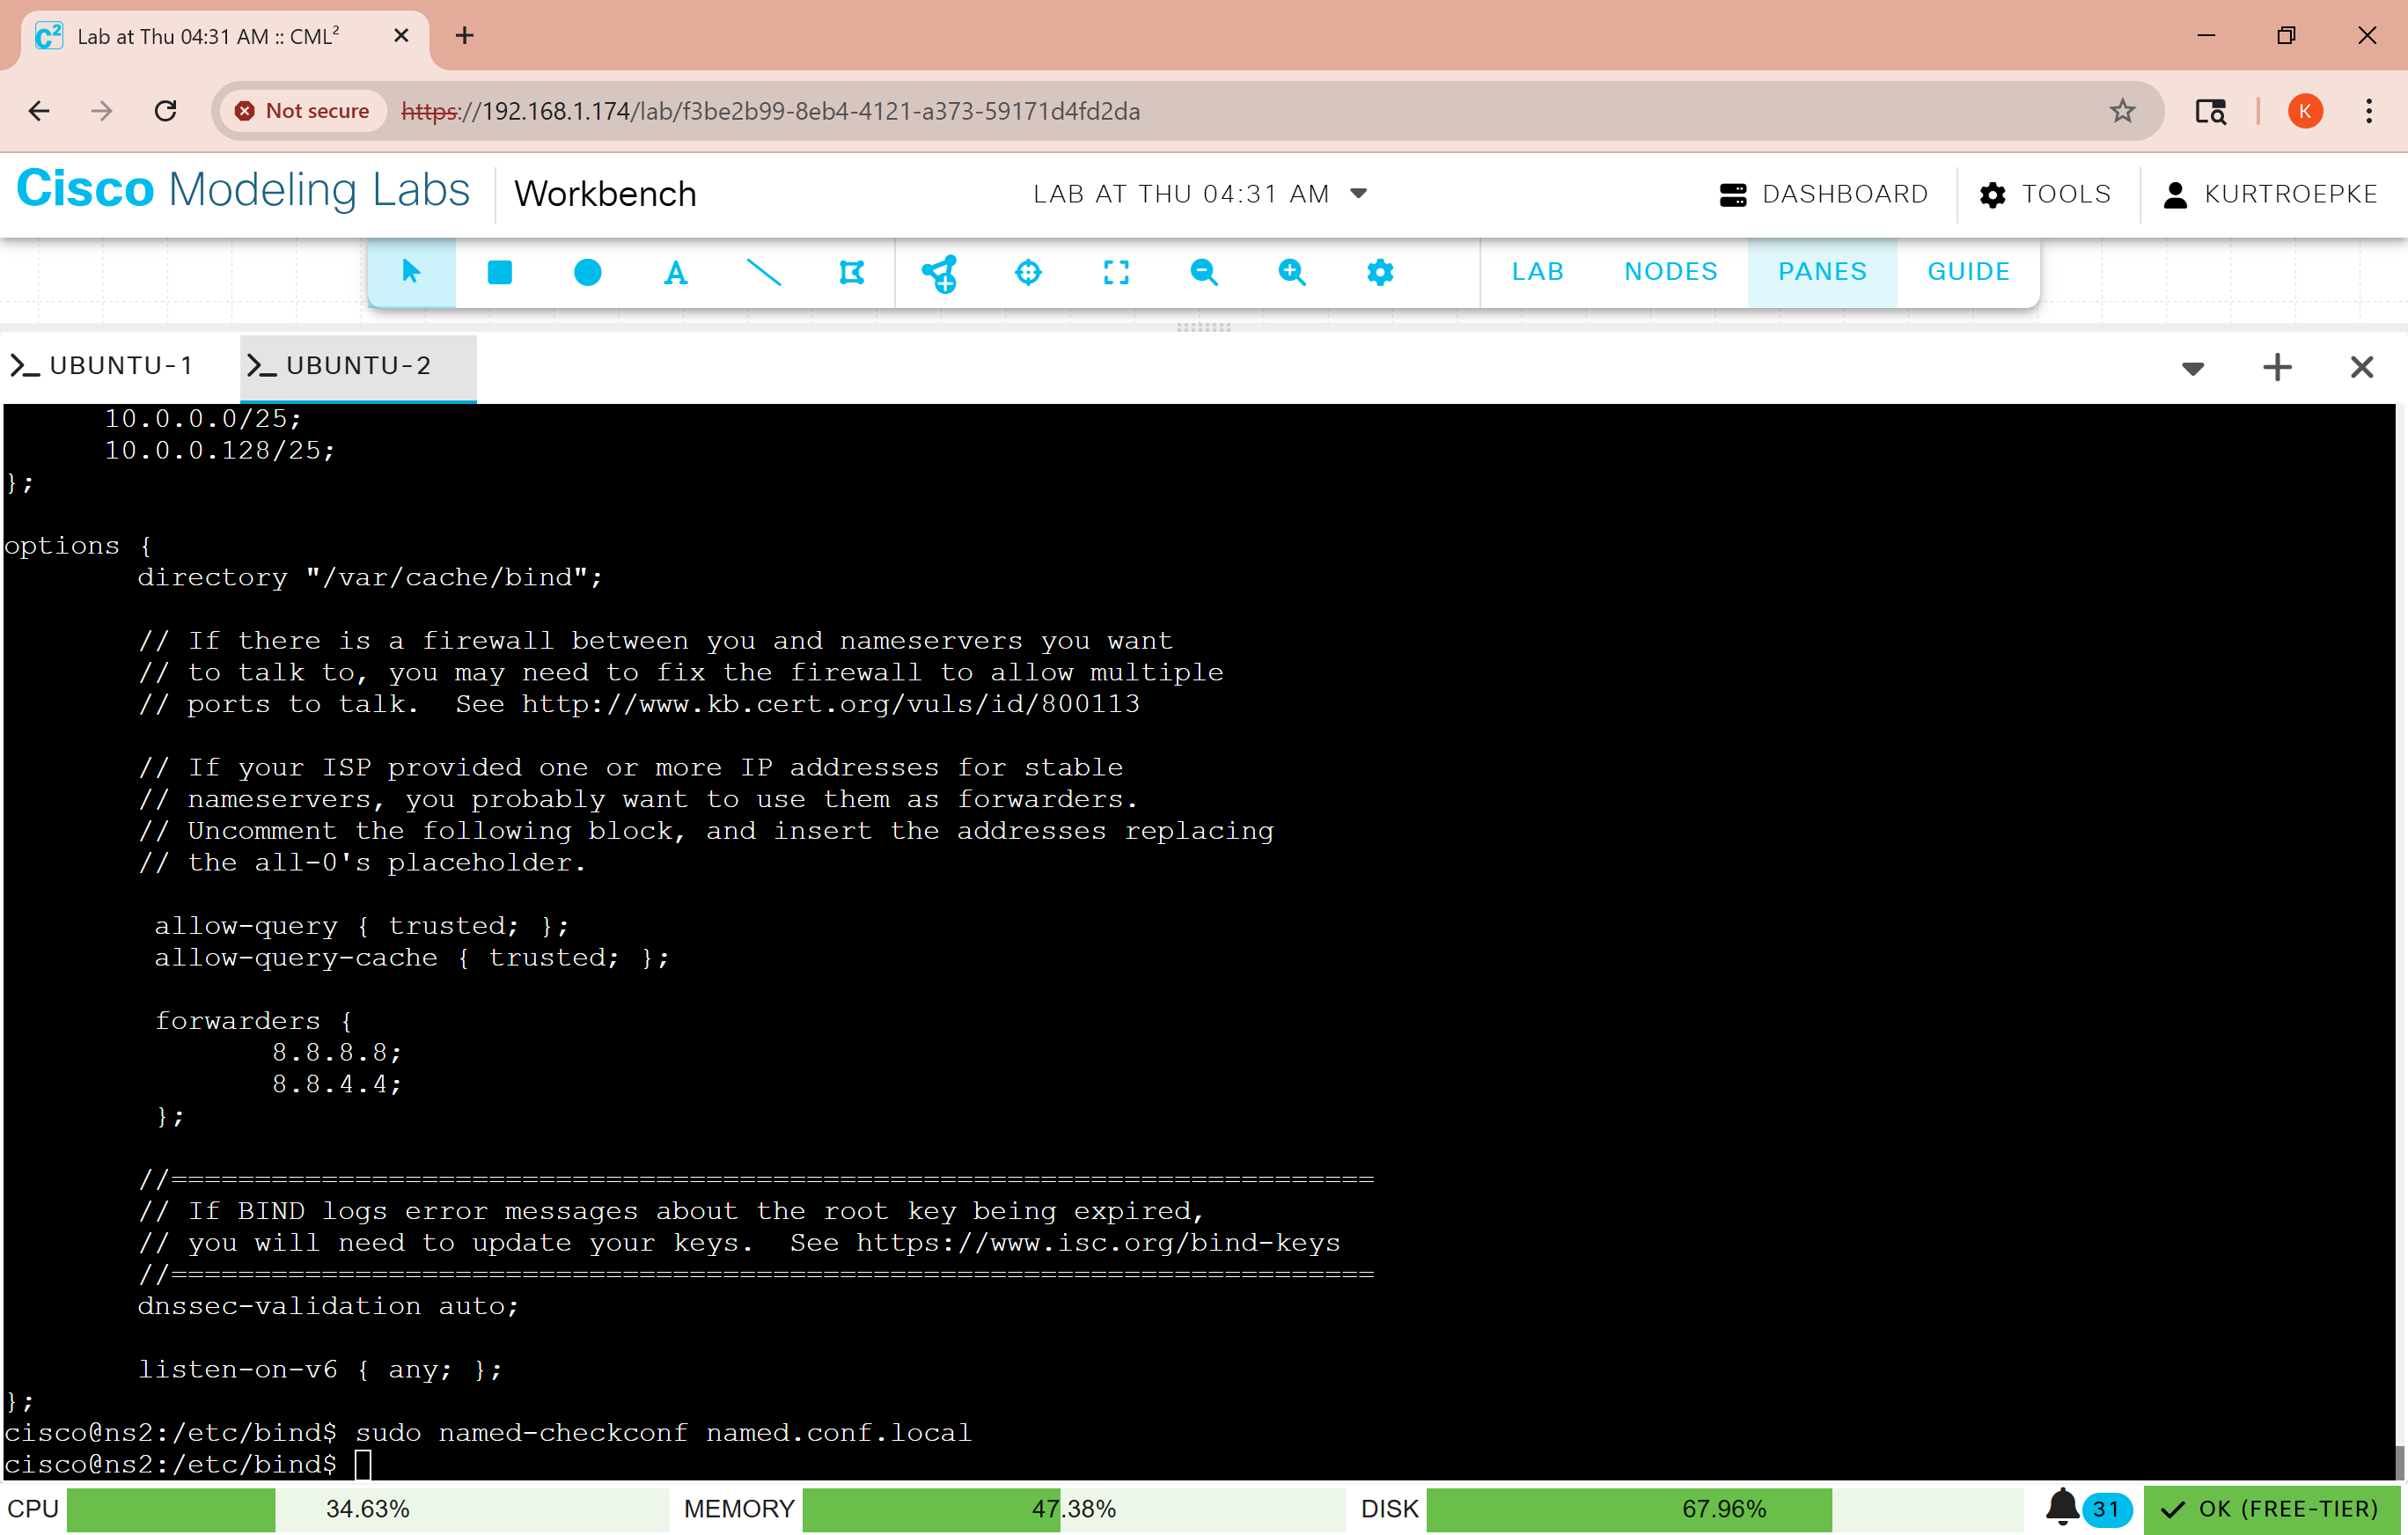 Lab at Thu 04:31 AM :: CML²
Not secure https://192.168.1.174/lab/f3be2b99-8eb4-4121-a373-59171d4fd2da K
Cisco Modeling Labs Workbench LAB AT THU 04:31 AM DASHBOARD TOOLS KURTROEPKE
A LAB NODES PANES GUIDE
UBUNTU-1 UBUNTU-2
10.0.0.0/25;
10.0.0.128/25;
};
options {
directory "/var/cache/bind";
// If there is a firewall between you and nameservers you want
// to talk to, you may need to fix the firewall to allow multiple
// ports to talk.  See http://www.kb.cert.org/vuls/id/800113
// If your ISP provided one or more IP addresses for stable
// nameservers, you probably want to use them as forwarders.
// Uncomment the following block, and insert the addresses replacing
// the all-0's placeholder.
allow-query { trusted; };
allow-query-cache { trusted; };
forwarders {
8.8.8.8;
8.8.4.4;
};
//========================================================================
// If BIND logs error messages about the root key being expired,
// you will need to update your keys.  See https://www.isc.org/bind-keys
//========================================================================
dnssec-validation auto;
listen-on-v6 { any; };
};
cisco@ns2:/etc/bind$ sudo named-checkconf named.conf.local
cisco@ns2:/etc/bind$
CPU 34.63% MEMORY 47.38% DISK 67.96% 31 OK (FREE-TIER)